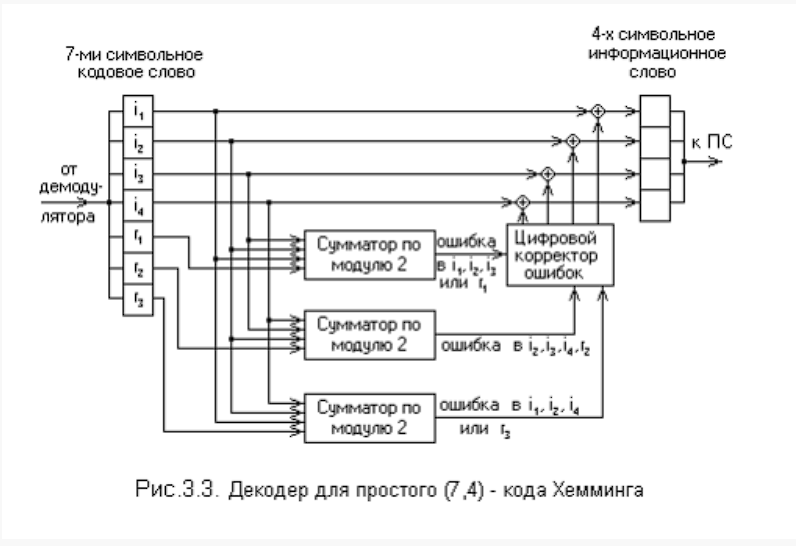 7-ми символьное
кодовое слово
4-х символьное
информационное
слово
i₁
i₂
i₃
i₄
r₁
r₂
r₃
от
демоду-
лятора
к ПС
Сумматор по
модулю 2
ошибка
в i₁, i₂, i₃
или r₁
Цифровой
корректор
ошибок
Сумматор по
модулю 2
ошибка в i₂,i₃,i₄,r₂
Сумматор по
модулю 2
ошибка в i₁, i₂, i₄
или r₃
Рис.3.3. Декодер для простого (7,4) - кода Хемминга